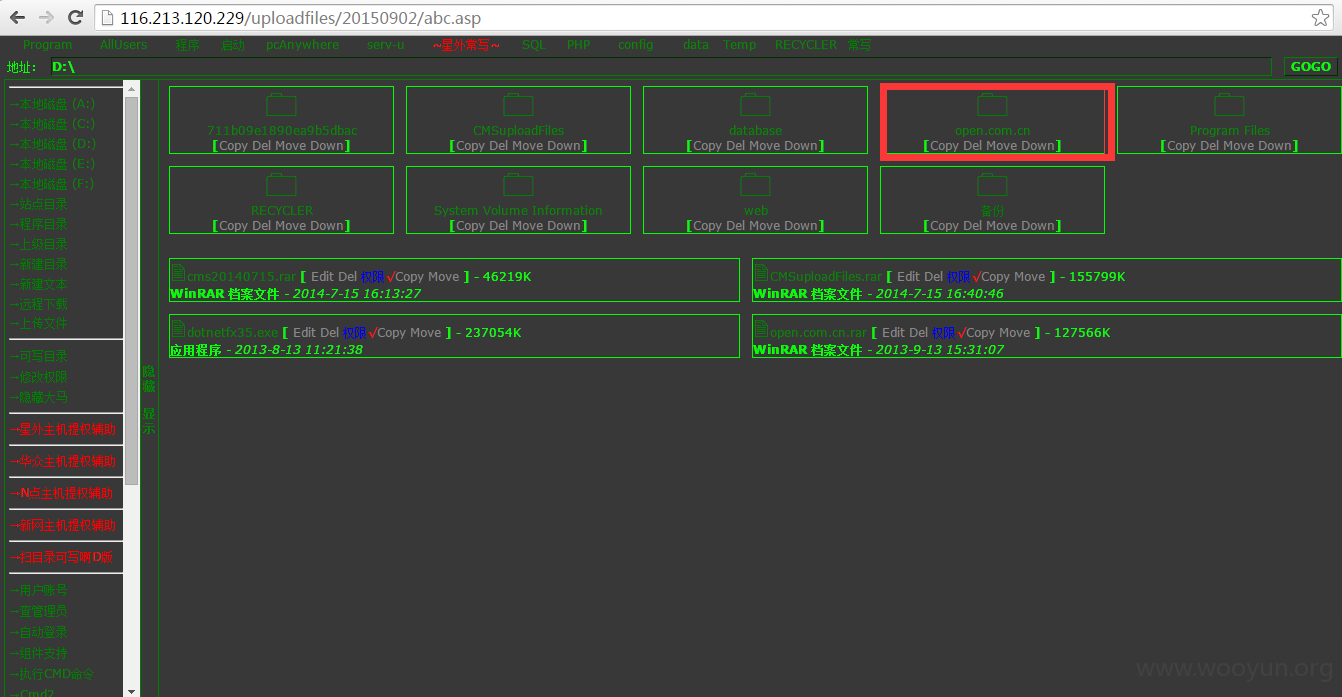 116.213.120.229/uploadfiles/20150902/abc.asp
Program AllUsers 程序 启动 pcAnywhere serv-u ~星外常写~ SQL PHP config data Temp RECYCLER 常写
地址： D:\ GOGO
→本地磁盘 (A:)
→本地磁盘 (C:)
→本地磁盘 (D:)
→本地磁盘 (E:)
→本地磁盘 (F:)
→站点目录
→程序目录
→上级目录
→新建目录
→新建文本
→远程下载
→上传文件
→可写目录
→修改权限
→隐藏大马
→星外主机提权辅助
→华众主机提权辅助
→N点主机提权辅助
→新网主机提权辅助
→扫目录可写啊D版
→用户账号
→查管理员
→自动登录
→组件支持
→执行CMD命令
→Cmd2
隐藏 显示
711b09e1890ea9b5dbac CMSuploadFiles database open.com.cn Program Files
[Copy Del Move Down] [Copy Del Move Down] [Copy Del Move Down] [Copy Del Move Down] [Copy Del Move Down]
RECYCLER System Volume Information web 备份
[Copy Del Move Down] [Copy Del Move Down] [Copy Del Move Down] [Copy Del Move Down]
cms20140715.rar [ Edit Del 权限√Copy Move ] - 46219K
WinRAR 档案文件 - 2014-7-15 16:13:27
CMSuploadFiles.rar [ Edit Del 权限√Copy Move ] - 155799K
WinRAR 档案文件 - 2014-7-15 16:40:46
dotnetfx35.exe [ Edit Del 权限√Copy Move ] - 237054K
应用程序 - 2013-8-13 11:21:38
open.com.cn.rar [ Edit Del 权限√Copy Move ] - 127566K
WinRAR 档案文件 - 2013-9-13 15:31:07
www.wooyun.org